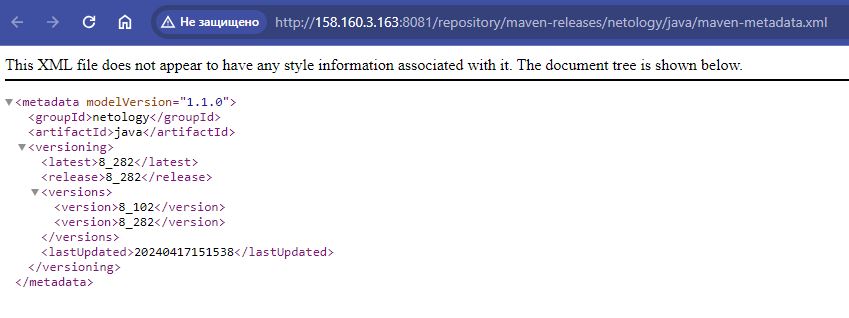 Не защищено http://158.160.3.163:8081/repository/maven-releases/netology/java/maven-metadata.xml
This XML file does not appear to have any style information associated with it. The document tree is shown below.
<metadata modelVersion="1.1.0">
<groupId>netology</groupId>
<artifactId>java</artifactId>
<versioning>
<latest>8_282</latest>
<release>8_282</release>
<versions>
<version>8_102</version>
<version>8_282</version>
</versions>
<lastUpdated>20240417151538</lastUpdated>
</versioning>
</metadata>